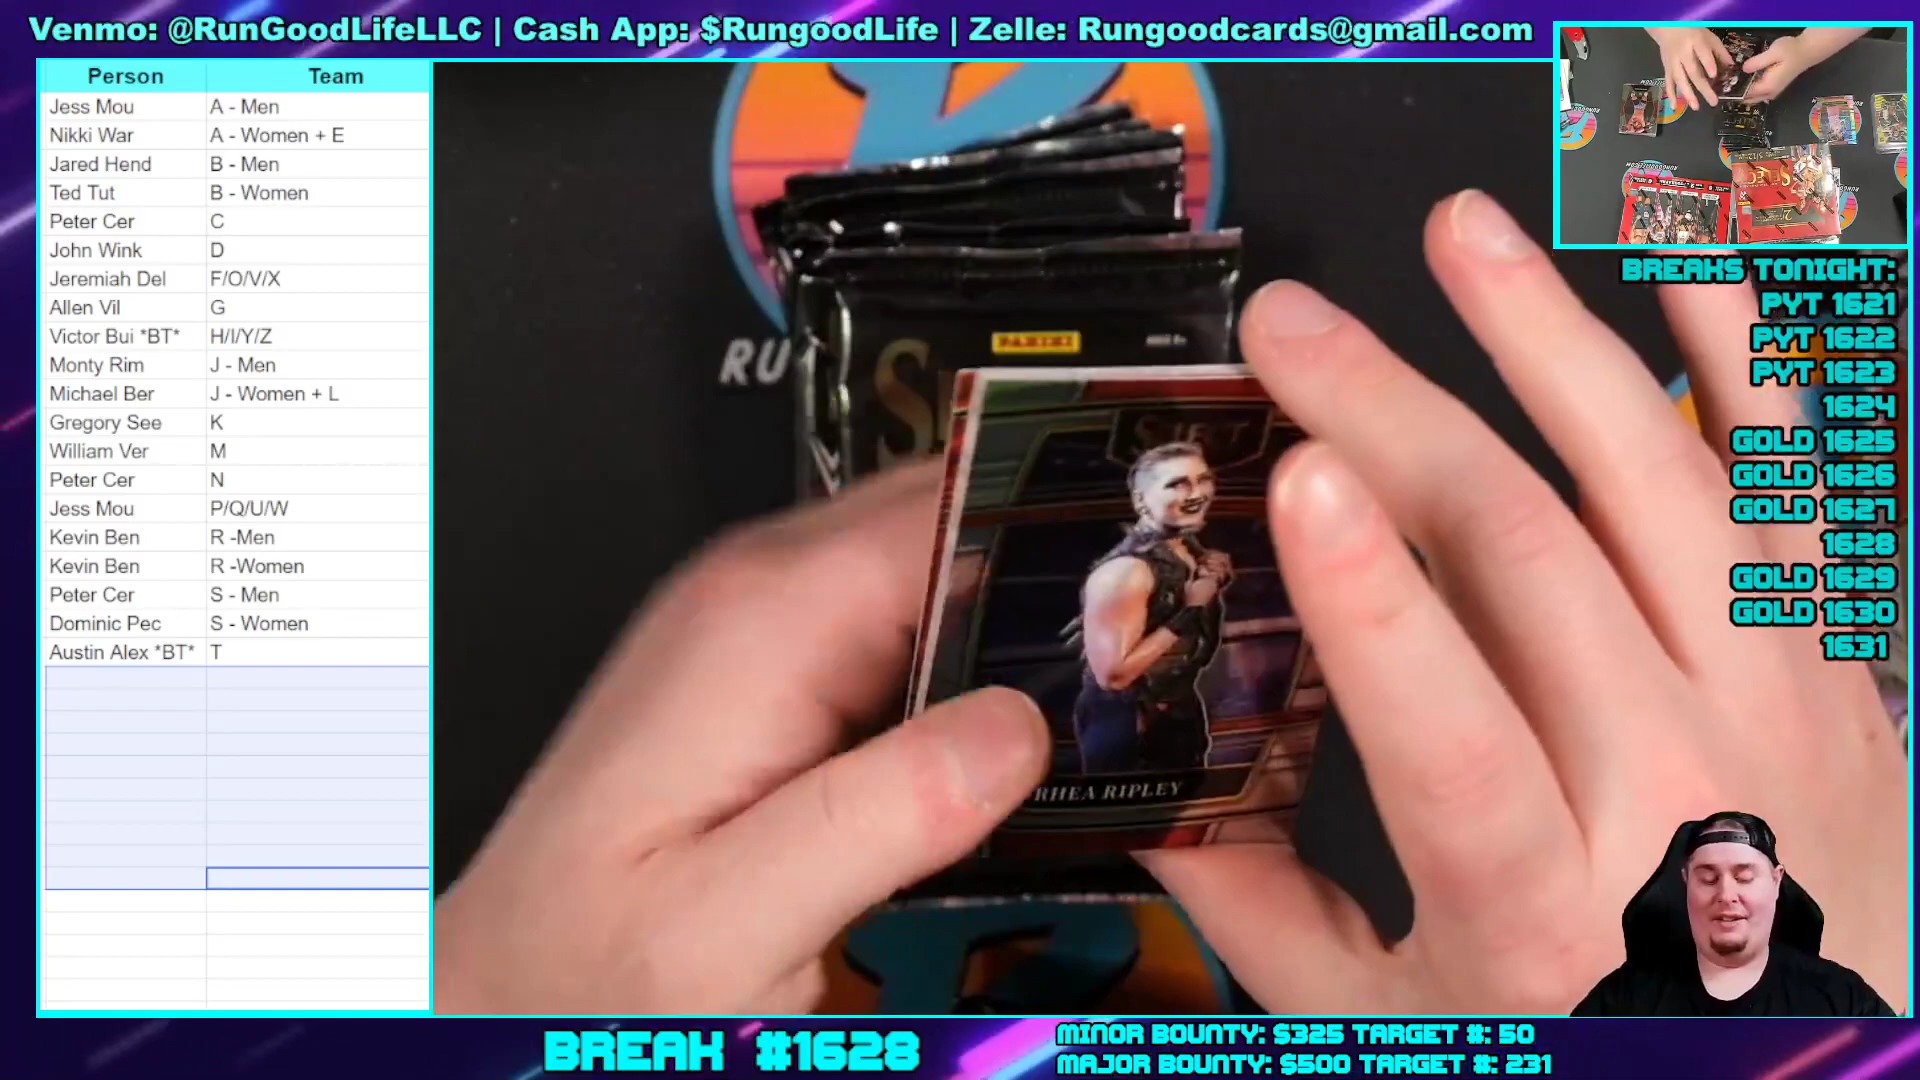 Venmo: @RunGoodLifeLLC | Cash App: $RungoodLife | Zelle: Rungoodcards@gmail.com
Person Team
Jess Mou A - Men
Nikki War A - Women + E
Jared Hend B - Men
Ted Tut B - Women
Peter Cer C
John Wink D
Jeremiah Del F/O/V/X
Allen Vil G
Victor Bui *BT* H/I/Y/Z
Monty Rim J - Men
Michael Ber J - Women + L
Gregory See K
William Ver M
Peter Cer N
Jess Mou P/Q/U/W
Kevin Ben R -Men
Kevin Ben R -Women
Peter Cer S - Men
Dominic Pec S - Women
Austin Alex *BT* T
PANINI
RU
SELECT
RHEA RIPLEY
BREAKS TONIGHT:
PYT 1621
PYT 1622
PYT 1623
1624
GOLD 1625
GOLD 1626
GOLD 1627
1628
GOLD 1629
GOLD 1630
1631
BREAK #1628
MINOR BOUNTY: $325 TARGET #: 50
MAJOR BOUNTY: $500 TARGET #: 231